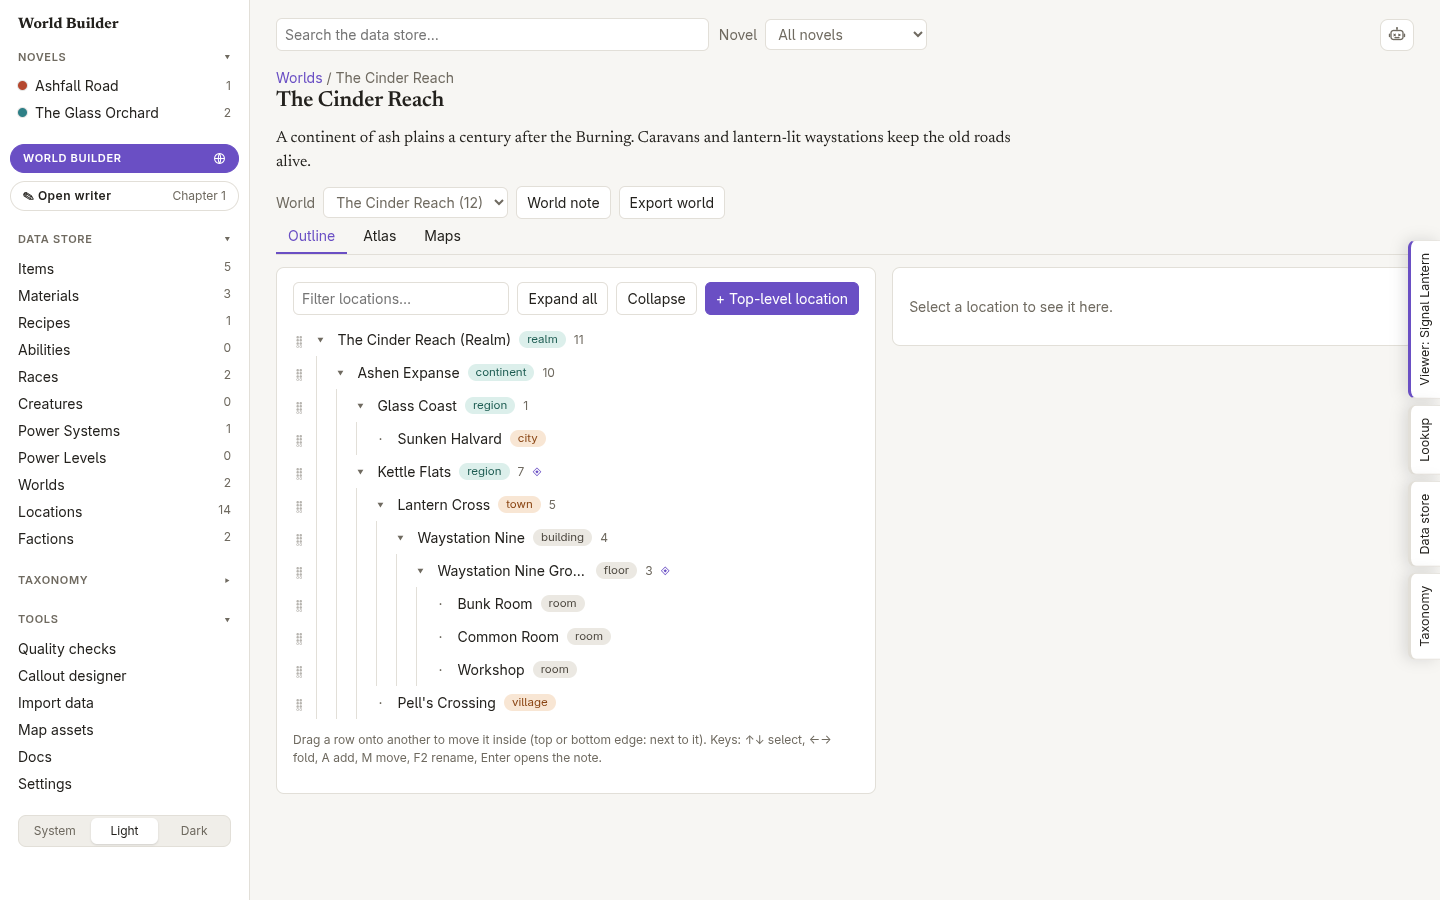 World Builder
NOVELS
Ashfall Road 1
The Glass Orchard 2
WORLD BUILDER
Open writer Chapter 1
DATA STORE
Items 5
Materials 3
Recipes 1
Abilities 0
Races 2
Creatures 0
Power Systems 1
Power Levels 0
Worlds 2
Locations 14
Factions 2
TAXONOMY
TOOLS
Quality checks
Callout designer
Import data
Map assets
Docs
Settings
System Light Dark
Search the data store... Novel All novels
Worlds / The Cinder Reach
The Cinder Reach
A continent of ash plains a century after the Burning. Caravans and lantern-lit waystations keep the old roads
alive.
World The Cinder Reach (12) World note Export world
Outline Atlas Maps
Filter locations... Expand all Collapse + Top-level location
The Cinder Reach (Realm) realm 11
Ashen Expanse continent 10
Glass Coast region 1
Sunken Halvard city
Kettle Flats region 7
Lantern Cross town 5
Waystation Nine building 4
Waystation Nine Gro... floor 3
Bunk Room room
Common Room room
Workshop room
Pell's Crossing village
Drag a row onto another to move it inside (top or bottom edge: next to it). Keys: ↑↓ select, ←→
fold, A add, M move, F2 rename, Enter opens the note.
Select a location to see it here.
Viewer: Signal Lantern
Lookup
Data store
Taxonomy